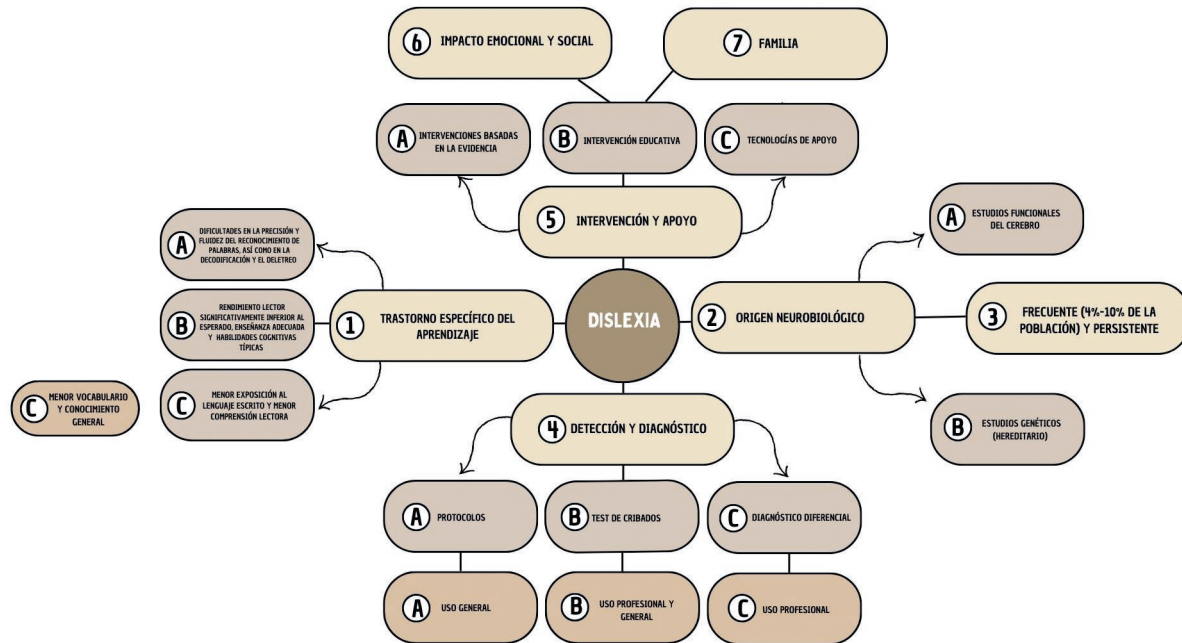 6
IMPACTO EMOCIONAL Y SOCIAL
7
FAMILIA
A
INTERVENCIONES BASADAS
EN LA EVIDENCIA
B
INTERVENCIÓN EDUCATIVA
C
TECNOLOGÍAS DE APOYO
5
INTERVENCIÓN Y APOYO
A
DIFICULTADES EN LA PRECISIÓN Y
FLUIDEZ DEL RECONOCIMIENTO DE
PALABRAS, ASÍ COMO EN LA
DECODIFICACIÓN Y EL DELETREO
B
RENDIMIENTO LECTOR
SIGNIFICATIVAMENTE INFERIOR AL
ESPERADO, ENSEÑANZA ADECUADA
Y HABILIDADES COGNITIVAS
TÍPICAS
C
MENOR EXPOSICIÓN AL
LENGUAJE ESCRITO Y MENOR
COMPRENSIÓN LECTORA
C
MENOR VOCABULARIO
Y CONOCIMIENTO
GENERAL
1
TRASTORNO ESPECÍFICO DEL
APRENDIZAJE
DISLEXIA
2
ORIGEN NEUROBIOLÓGICO
A
ESTUDIOS FUNCIONALES
DEL CEREBRO
3
FRECUENTE (4%-10% DE LA
POBLACIÓN) Y PERSISTENTE
B
ESTUDIOS GENÉTICOS
(HEREDITARIO)
4
DETECCIÓN Y DIAGNÓSTICO
A
PROTOCOLOS
B
TEST DE CRIBADOS
C
DIAGNÓSTICO DIFERENCIAL
A
USO GENERAL
B
USO PROFESIONAL Y
GENERAL
C
USO PROFESIONAL